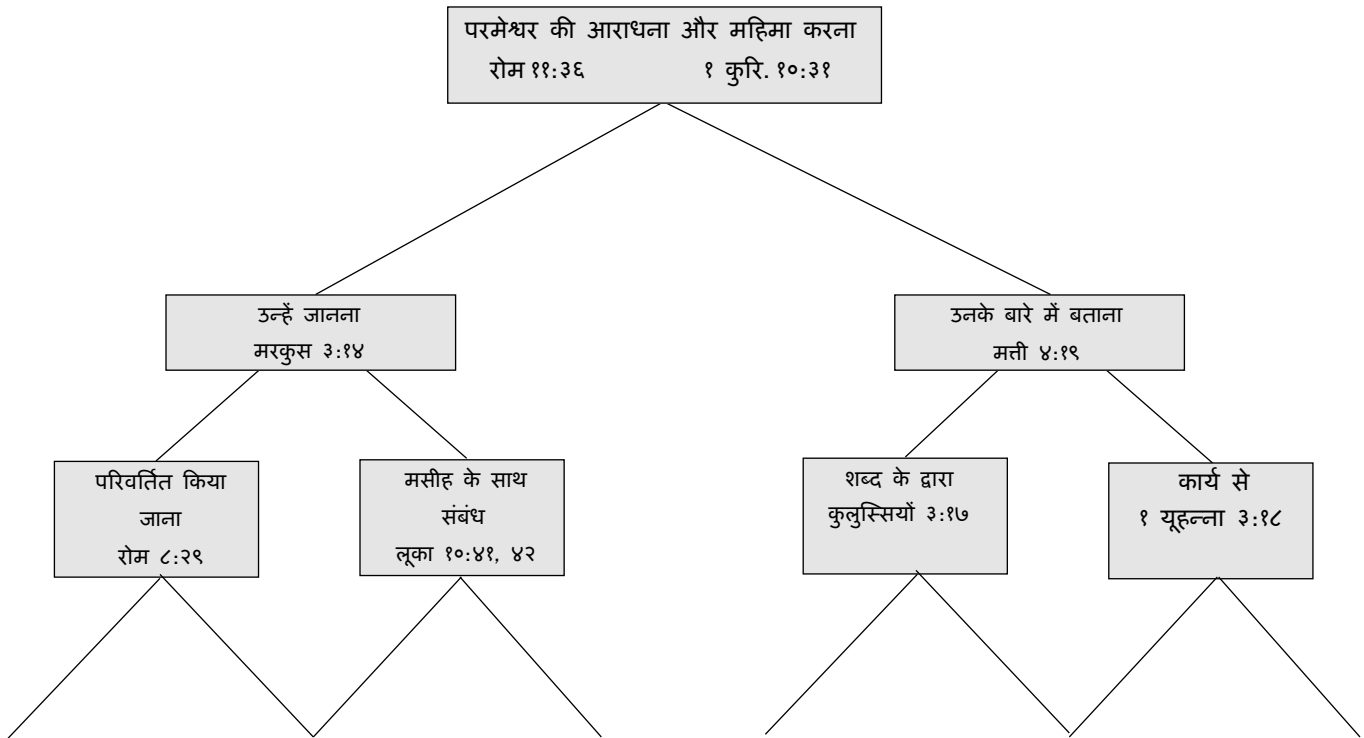 परमेश्वर की आराधना और महिमा करना
रोम ११:३६ १ कुरि. १०:३१
उन्हें जानना
मरकुस ३:१४
उनके बारे में बताना
मत्ती ४:१९
परिवर्तित किया
जाना
रोम ८:२९
मसीह के साथ
संबंध
लूका १०:४१, ४२
शब्द के द्वारा
कुलुस्सियों ३:१७
कार्य से
१ यूहन्ना ३:१८